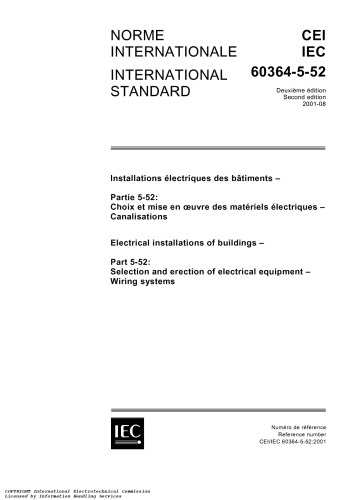 NORME
INTERNATIONALE
CEI
IEC
INTERNATIONAL
STANDARD
60364-5-52
Deuxième édition
Second edition
2001-08
Installations électriques des bâtiments –
Partie 5-52:
Choix et mise en œuvre des matériels électriques –
Canalisations
Electrical installations of buildings –
Part 5-52:
Selection and erection of electrical equipment –
Wiring systems
IEC
Numéro de référence
Reference number
CEI/IEC 60364-5-52:2001
COPYRIGHT International Electrotechnical Commission
Licensed by Information Handling Services